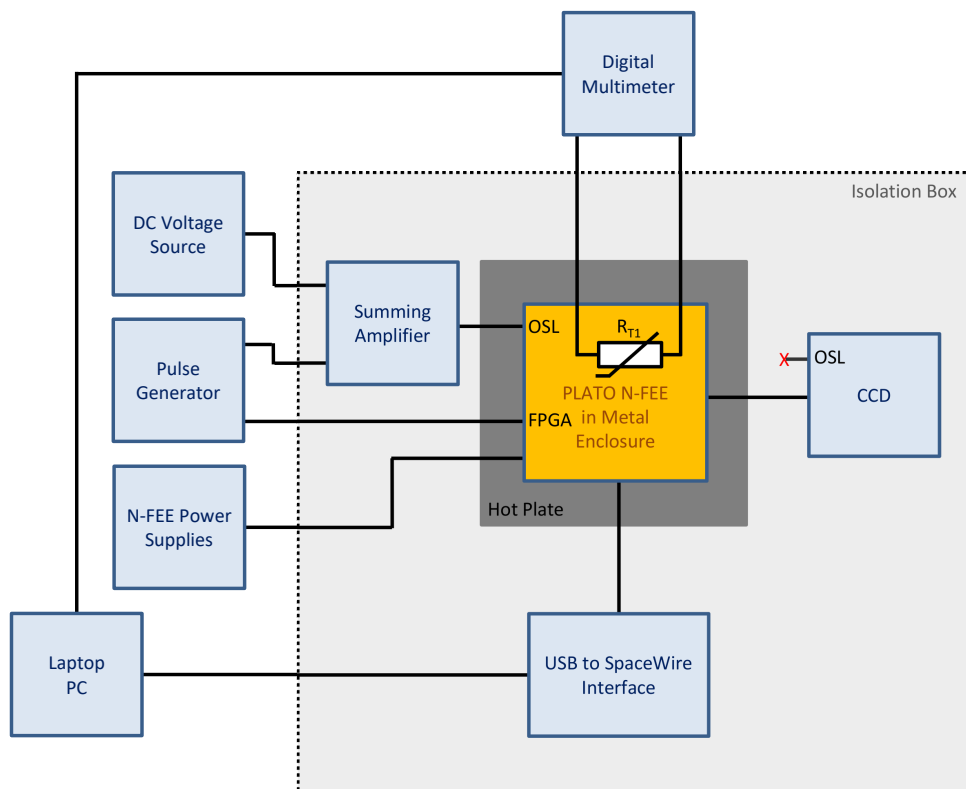 Digital
Multimeter
Isolation Box
DC Voltage
Source
Summing
Amplifier
OSL
R_T1
OSL
X
Pulse
Generator
PLATO N-FEE
in Metal
Enclosure
CCD
FPGA
N-FEE Power
Supplies
Hot Plate
Laptop
PC
USB to SpaceWire
Interface